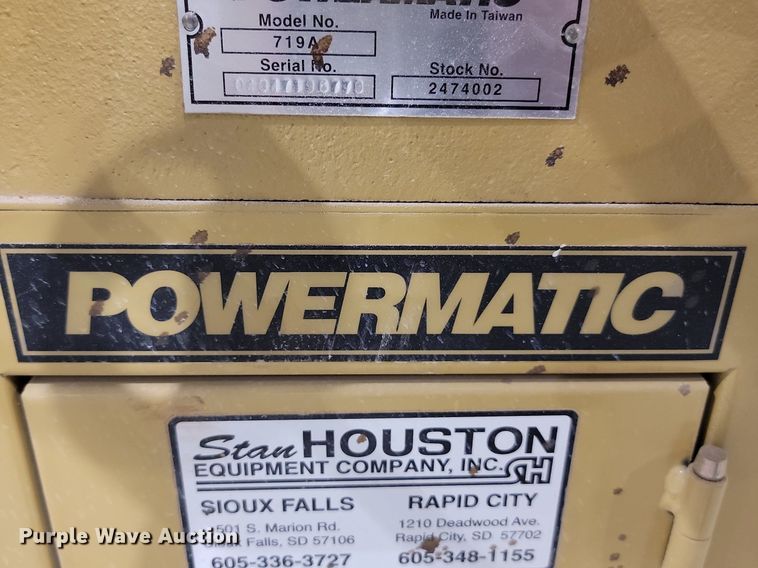 POWERMATIC
Made In Taiwan
Model No.
719A
Serial No. Stock No.
2474002
POWERMATIC
Stan HOUSTON
EQUIPMENT COMPANY, INC. SH
SIOUX FALLS RAPID CITY
S. Marion Rd. 1210 Deadwood Ave.
Sioux Falls, SD 57106 Rapid City, SD 57702
605-336-3727 605-348-1155
Purple Wave Auction